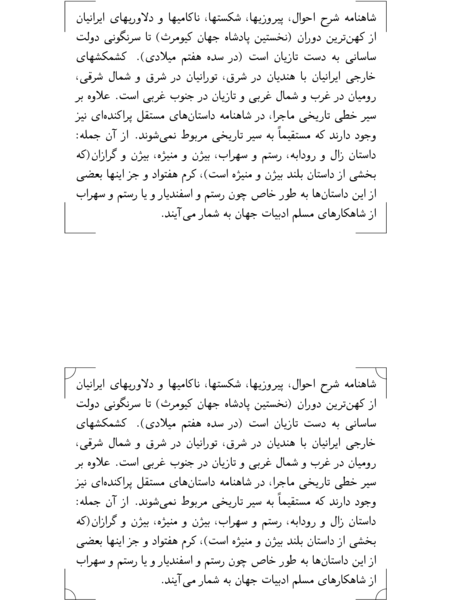 شاهنامه شرح احوال، پیروزیها، شکستها، ناکامیها و دلاوریهای ایرانیان
از کهن‌ترین دوران (نخستین پادشاه جهان کیومرث) تا سرنگونی دولت
ساسانی به دست تازیان است (در سده هفتم میلادی). کشمکشهای
خارجی ایرانیان با هندیان در شرق، تورانیان در شرق و شمال شرقی،
رومیان در غرب و شمال غربی و تازیان در جنوب غربی است. علاوه بر
سیر خطی تاریخی ماجرا، در شاهنامه داستان‌های مستقل پراکنده‌ای نیز
وجود دارند که مستقیماً به سیر تاریخی مربوط نمی‌شوند. از آن جمله:
داستان زال و رودابه، رستم و سهراب، بیژن و منیژه، بیژن و گرازان(که
بخشی از داستان بلند بیژن و منیژه است)، کرم هفتواد و جز اینها بعضی
از این داستان‌ها به طور خاص چون رستم و اسفندیار و یا رستم و سهراب
از شاهکارهای مسلم ادبیات جهان به شمار می‌آیند.
شاهنامه شرح احوال، پیروزیها، شکستها، ناکامیها و دلاوریهای ایرانیان
از کهن‌ترین دوران (نخستین پادشاه جهان کیومرث) تا سرنگونی دولت
ساسانی به دست تازیان است (در سده هفتم میلادی). کشمکشهای
خارجی ایرانیان با هندیان در شرق، تورانیان در شرق و شمال شرقی،
رومیان در غرب و شمال غربی و تازیان در جنوب غربی است. علاوه بر
سیر خطی تاریخی ماجرا، در شاهنامه داستان‌های مستقل پراکنده‌ای نیز
وجود دارند که مستقیماً به سیر تاریخی مربوط نمی‌شوند. از آن جمله:
داستان زال و رودابه، رستم و سهراب، بیژن و منیژه، بیژن و گرازان(که
بخشی از داستان بلند بیژن و منیژه است)، کرم هفتواد و جز اینها بعضی
از این داستان‌ها به طور خاص چون رستم و اسفندیار و یا رستم و سهراب
از شاهکارهای مسلم ادبیات جهان به شمار می‌آیند.